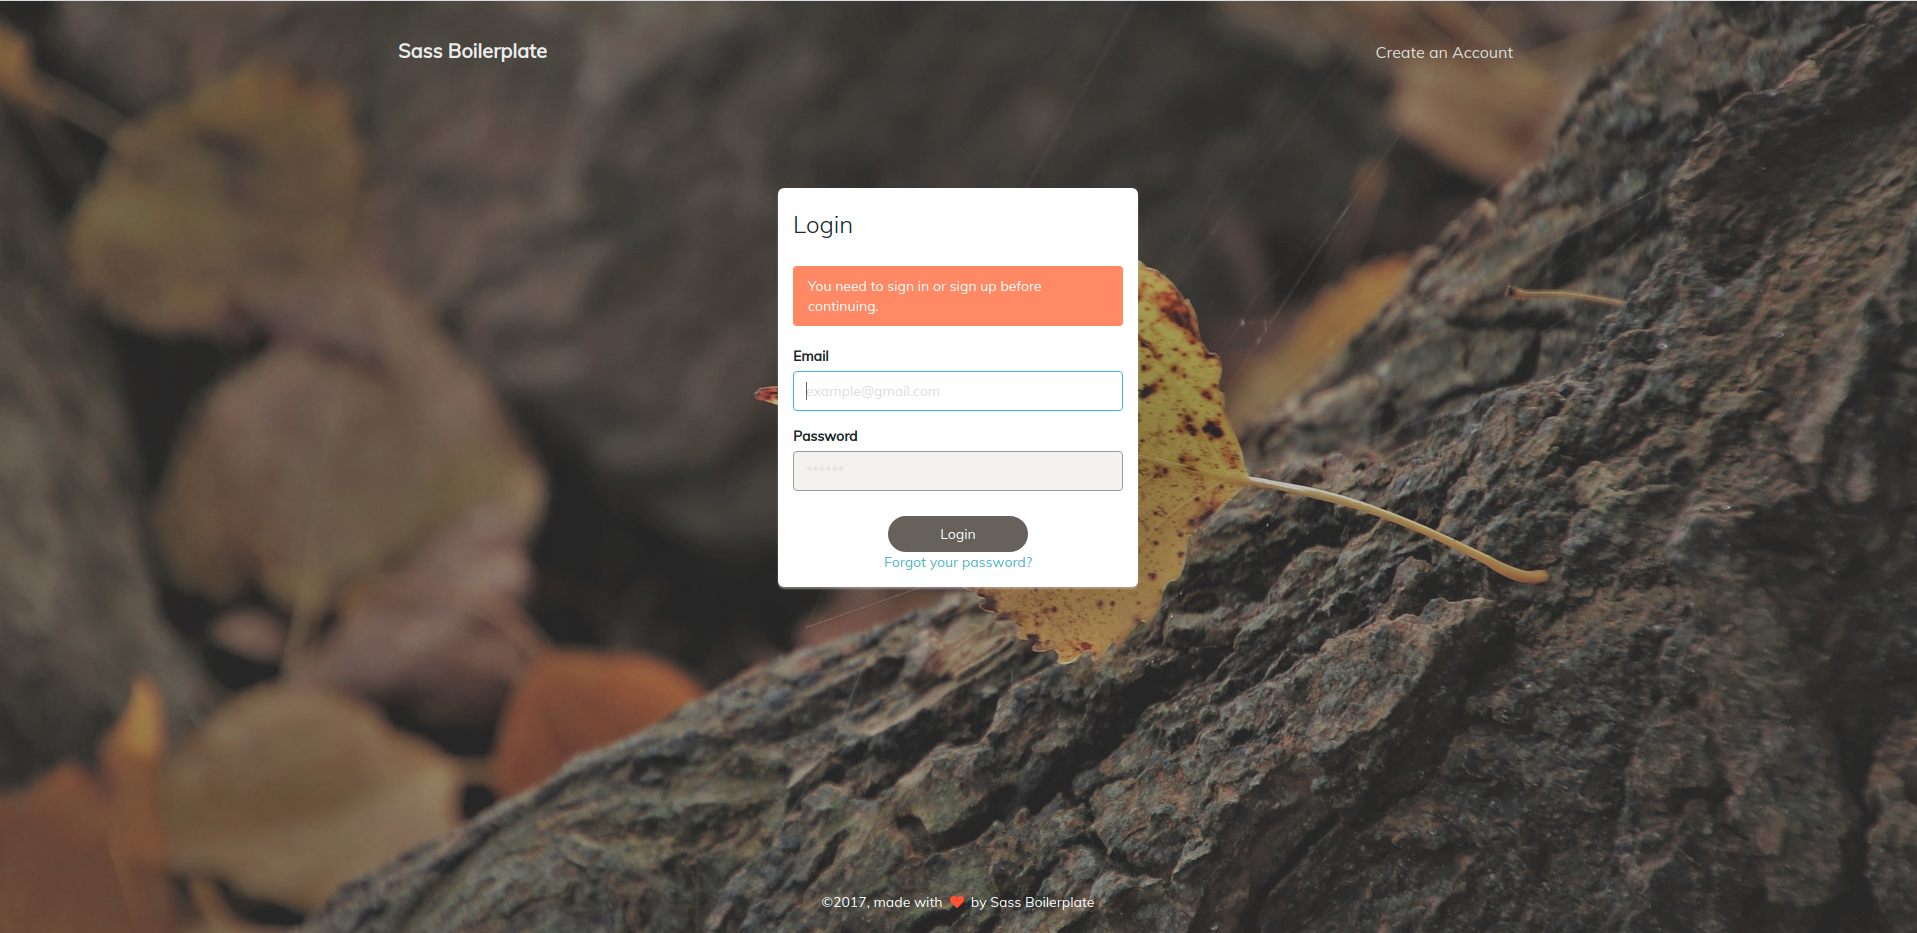 Sass Boilerplate
Create an Account
Login
You need to sign in or sign up before
continuing.
Email
example@gmail.com
Password
******
Login
Forgot your password?
©2017, made with ❤ by Sass Boilerplate